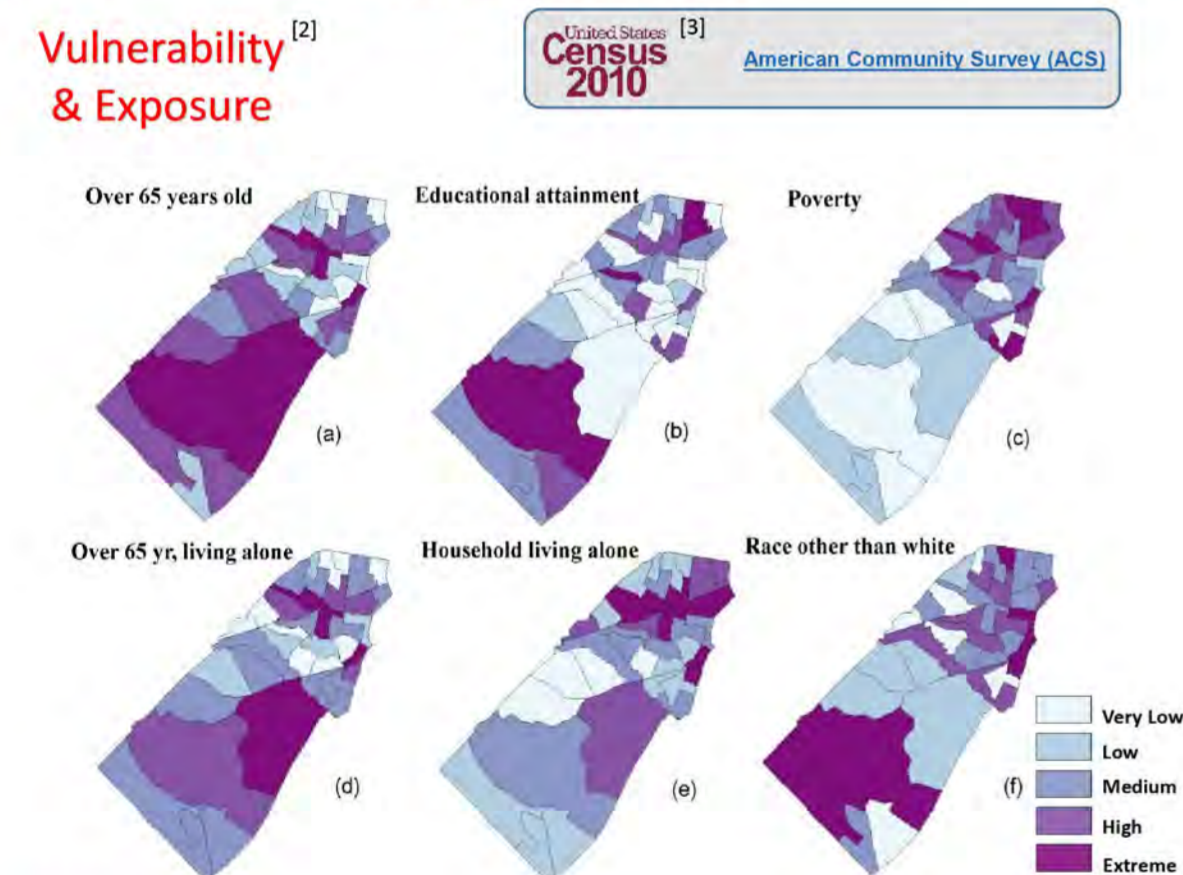 Vulnerability [2]
& Exposure
United States [3]
Census
2010
American Community Survey (ACS)
Over 65 years old
Educational attainment
Poverty
(a)
(b)
(c)
Over 65 yr, living alone
Household living alone
Race other than white
(d)
(e)
(f)
Very Low
Low
Medium
High
Extreme